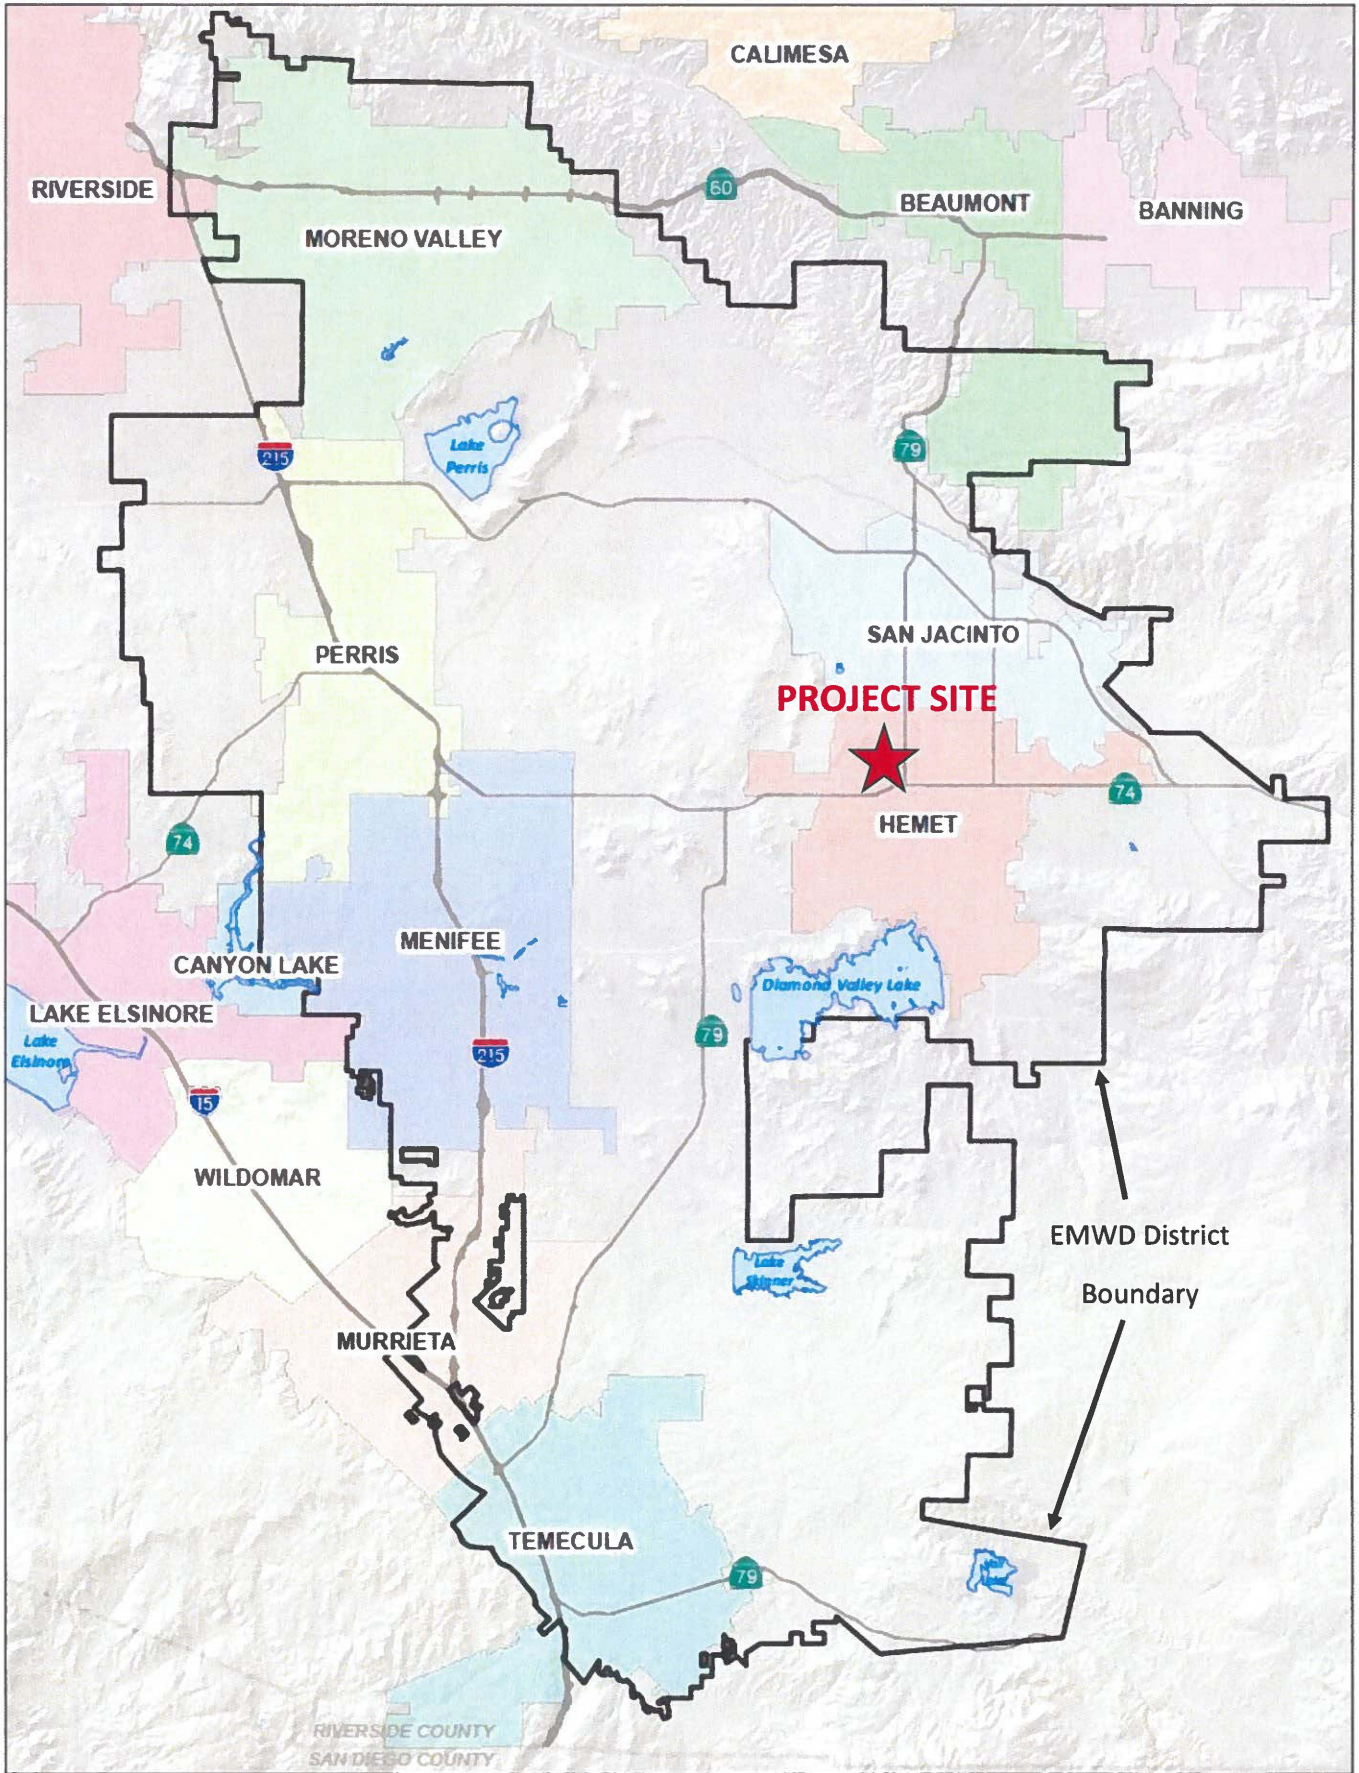 CALIMESA
60
RIVERSIDE
BEAUMONT
BANNING
MORENO VALLEY
Lake
Perris
215
79
SAN JACINTO
PERRIS
PROJECT SITE
74
HEMET
74
MENIFEE
CANYON LAKE
Diamond Valley Lake
LAKE ELSINORE
Lake
Elsinore
79
215
15
WILDOMAR
EMWD District
Boundary
Lake
Skinner
MURRIETA
TEMECULA
79
RIVERSIDE COUNTY
SAN DIEGO COUNTY